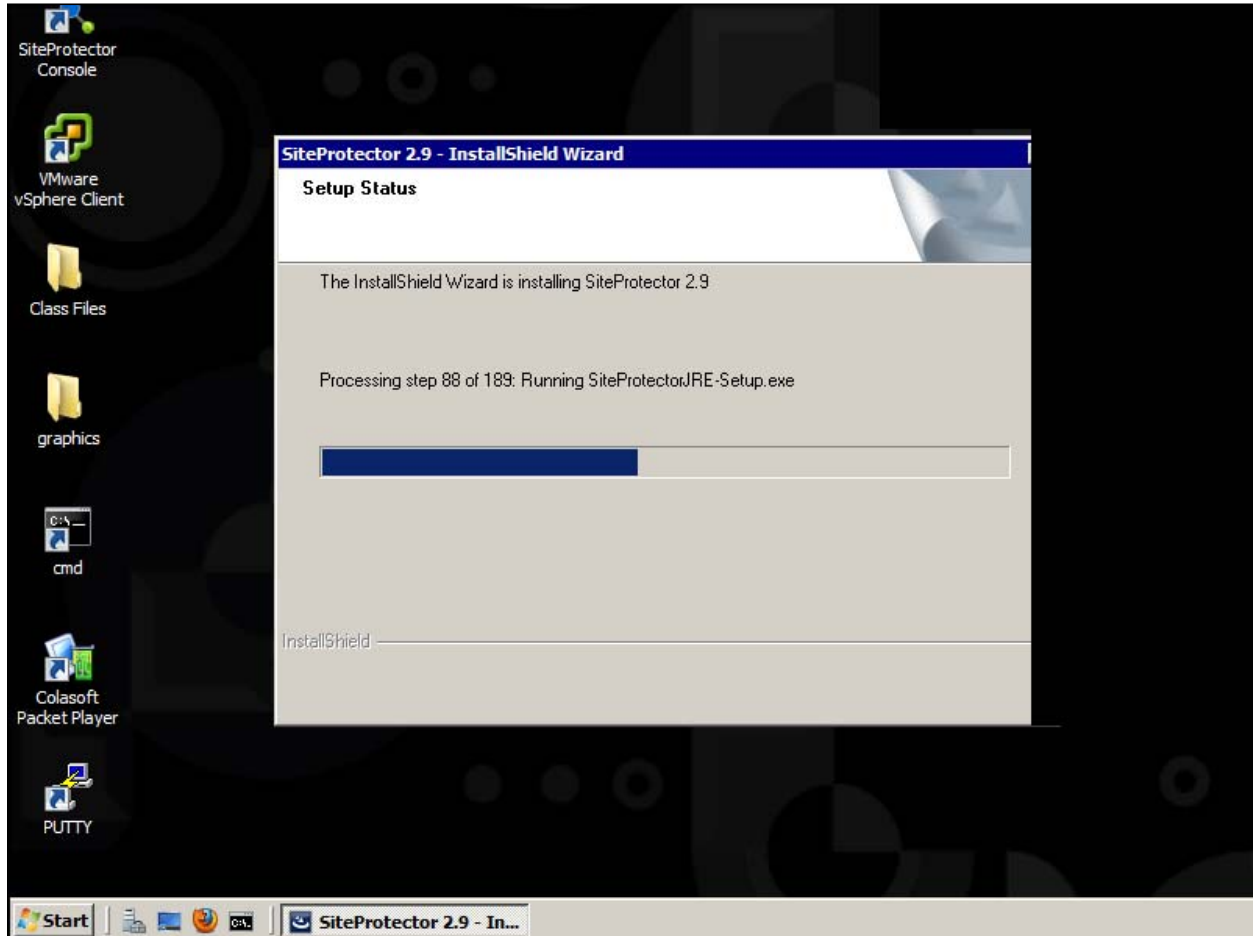 SiteProtector
Console
VMware
vSphere Client
Class Files
graphics
C:\_
cmd
Colasoft
Packet Player
PUTTY
SiteProtector 2.9 - InstallShield Wizard
Setup Status
The InstallShield Wizard is installing SiteProtector 2.9
Processing step 88 of 189: Running SiteProtectorJRE-Setup.exe
InstallShield
Start
C:\.
SiteProtector 2.9 - In...